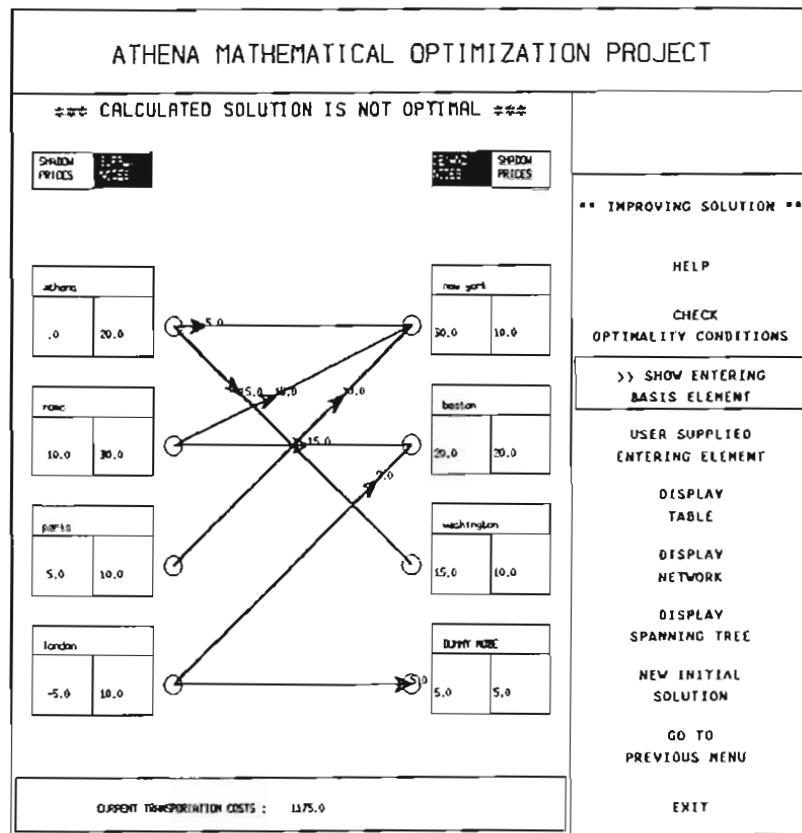 ATHENA MATHEMATICAL OPTIMIZATION PROJECT
*** CALCULATED SOLUTION IS NOT OPTIMAL ***
SHADOW
PRICES
SHADOW
PRICES
** IMPROVING SOLUTION **
HELP
CHECK
OPTIMALITY CONDITIONS
>> SHOW ENTERING
BASIS ELEMENT
USER SUPPLIED
ENTERING ELEMENT
DISPLAY
TABLE
DISPLAY
NETWORK
DISPLAY
SPANNING TREE
NEW INITIAL
SOLUTION
GO TO
PREVIOUS MENU
EXIT
athens
.0 20.0
5.0
new york
30.0 10.0
rome
10.0 30.0
15.0
15.0
boston
20.0 20.0
paris
5.0 10.0
washington
15.0 10.0
london
-5.0 10.0
DUMMY NODE
5.0 5.0
CURRENT TRANSPORTATION COSTS : 1175.0